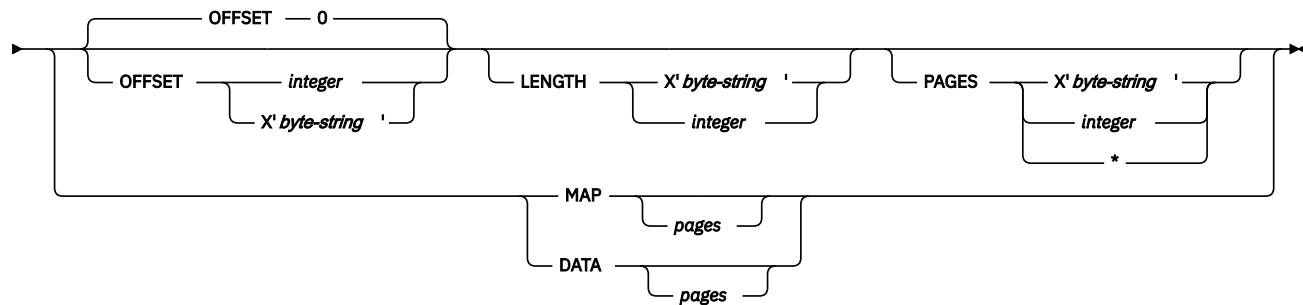 OFFSET 0
OFFSET integer LENGTH X' byte-string ' PAGES X' byte-string '
X' byte-string ' integer integer
*
MAP
pages
DATA
pages